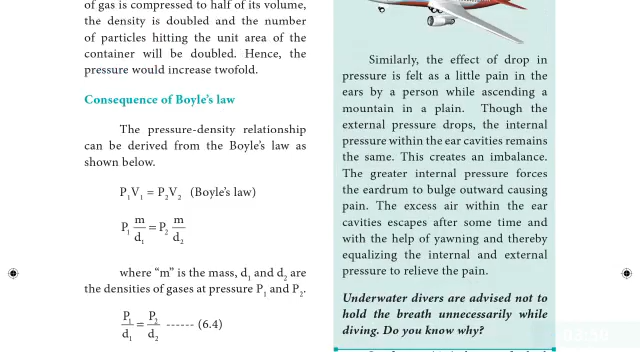 of gas is compressed to half of its volume,
the density is doubled and the number
of particles hitting the unit area of the
container will be doubled. Hence, the
pressure would increase twofold.
Consequence of Boyle's law
The pressure-density relationship
can be derived from the Boyle's law as
shown below.
P₁V₁ = P₂V₂ (Boyle's law)
P₁ m/d₁ = P₂ m/d₂
where “m” is the mass, d₁ and d₂ are
the densities of gases at pressure P₁ and P₂.
P₁/d₁ = P₂/d₂ ------ (6.4)
Similarly, the effect of drop in
pressure is felt as a little pain in the
ears by a person while ascending a
mountain in a plain. Though the
external pressure drops, the internal
pressure within the ear cavities remains
the same. This creates an imbalance.
The greater internal pressure forces
the eardrum to bulge outward causing
pain. The excess air within the ear
cavities escapes after some time and
with the help of yawning and thereby
equalizing the internal and external
pressure to relieve the pain.
Underwater divers are advised not to
hold the breath unnecessarily while
diving. Do you know why?